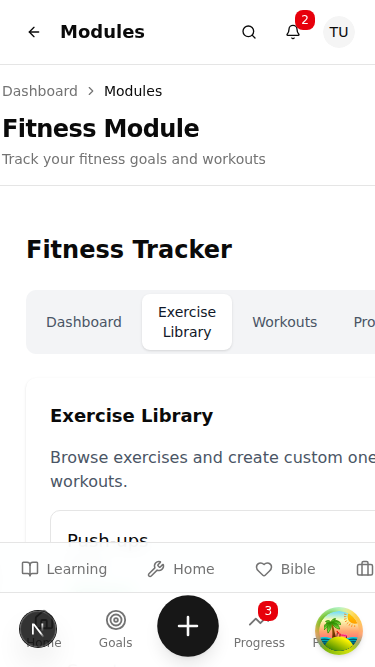 Modules
2
TU
Dashboard > Modules
Fitness Module
Track your fitness goals and workouts
Fitness Tracker
Dashboard
Exercise
Library
Workouts
Pro
Exercise Library
Browse exercises and create custom one
workouts.
Push-ups
Learning
Home
Bible
N
Home
Goals
3
Progress
P